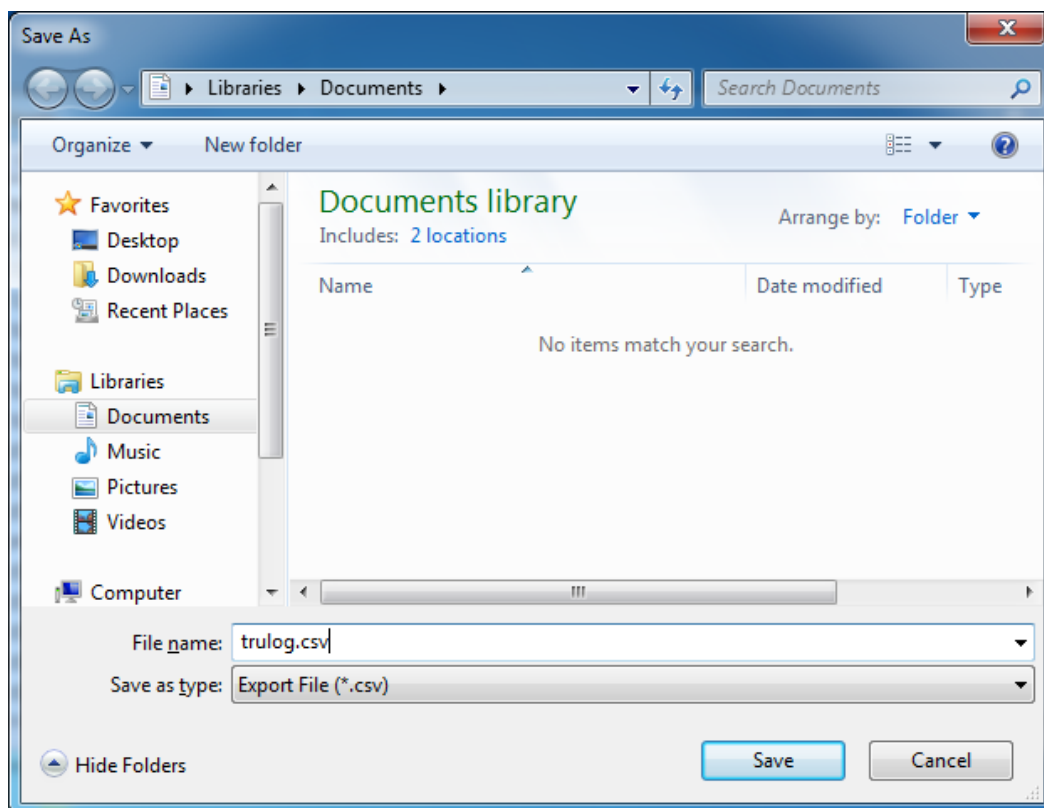 Save As
Libraries Documents
Search Documents
Organize New folder
Favorites
Desktop
Downloads
Recent Places
Libraries
Documents
Music
Pictures
Videos
Computer
Documents library
Includes: 2 locations
Arrange by: Folder
Name Date modified Type
No items match your search.
File name: trulog.csv
Save as type: Export File (*.csv)
Hide Folders
Save Cancel